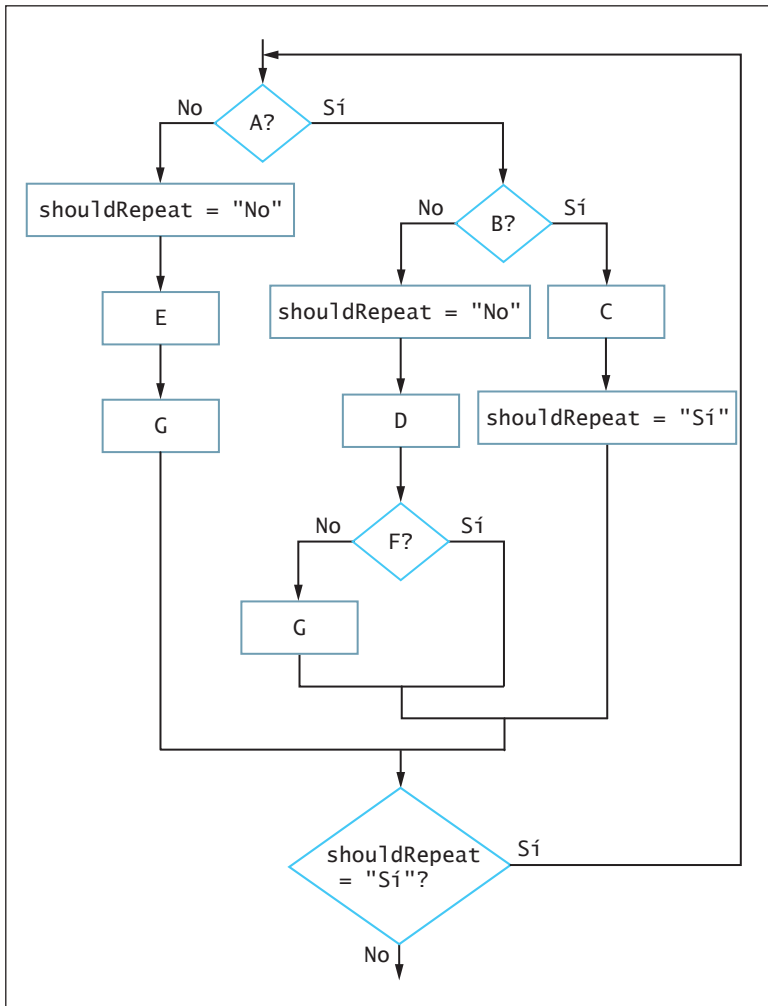 No
Sí
A?
shouldRepeat = "No"
No
Sí
B?
E
shouldRepeat = "No"
C
G
D
shouldRepeat = "Sí"
No
Sí
F?
G
shouldRepeat
= "Sí"?
Sí
No